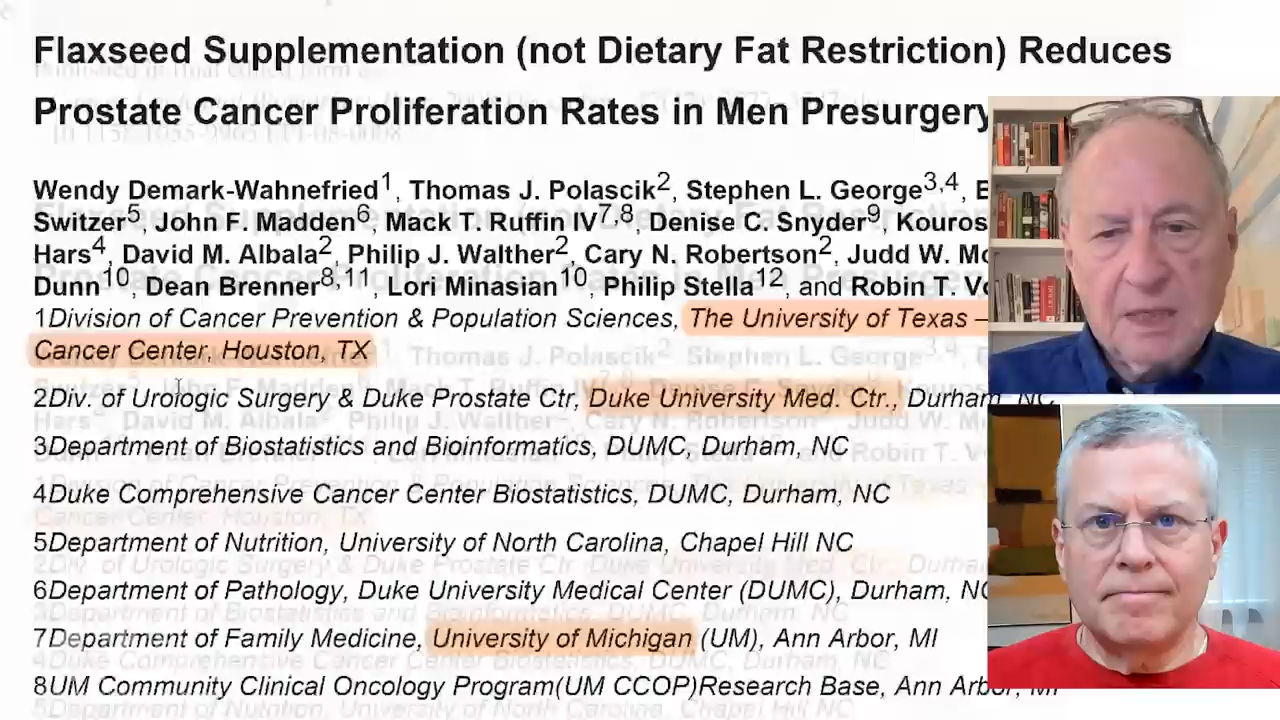 Flaxseed Supplementation (not Dietary Fat Restriction) Reduces
Prostate Cancer Proliferation Rates in Men Presurgery
Wendy Demark-Wahnefried1, Thomas J. Polascik2, Stephen L. George3,4,
Switzer5, John F. Madden6, Mack T. Ruffin IV7,8, Denise C. Snyder9,
Hars4, David M. Albala2, Philip J. Walther2, Cary N. Robertson2, Judd W.
Dunn10, Dean Brenner8,11, Lori Minasian10, Philip Stella12, and Robin T.
1Division of Cancer Prevention & Population Sciences, The University of Texas –
Cancer Center, Houston, TX
2Div. of Urologic Surgery & Duke Prostate Ctr, Duke University Med. Ctr., Durham, NC
3Department of Biostatistics and Bioinformatics, DUMC, Durham, NC
4Duke Comprehensive Cancer Center Biostatistics, DUMC, Durham, NC
5Department of Nutrition, University of North Carolina, Chapel Hill NC
6Department of Pathology, Duke University Medical Center (DUMC), Durham, NC
7Department of Family Medicine, University of Michigan (UM), Ann Arbor, MI
8UM Community Clinical Oncology Program(UM CCOP)Research Base, Ann Arbor, MI